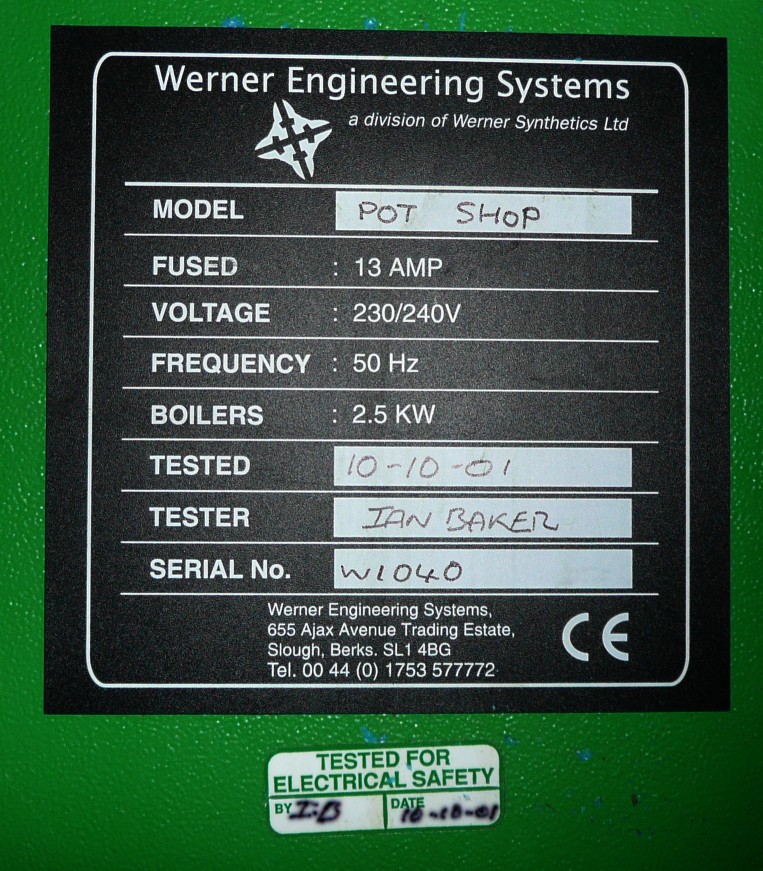 Werner Engineering Systems
a division of Werner Synthetics Ltd
MODEL POT SHOP
FUSED : 13 AMP
VOLTAGE : 230/240V
FREQUENCY : 50 Hz
BOILERS : 2.5 KW
TESTED 10-10-01
TESTER IAN BAKER
SERIAL No. W1040
Werner Engineering Systems,
655 Ajax Avenue Trading Estate,
Slough, Berks. SL1 4BG
Tel. 00 44 (0) 1753 577772
CE
TESTED FOR
ELECTRICAL SAFETY
BY I.B DATE 10-10-01